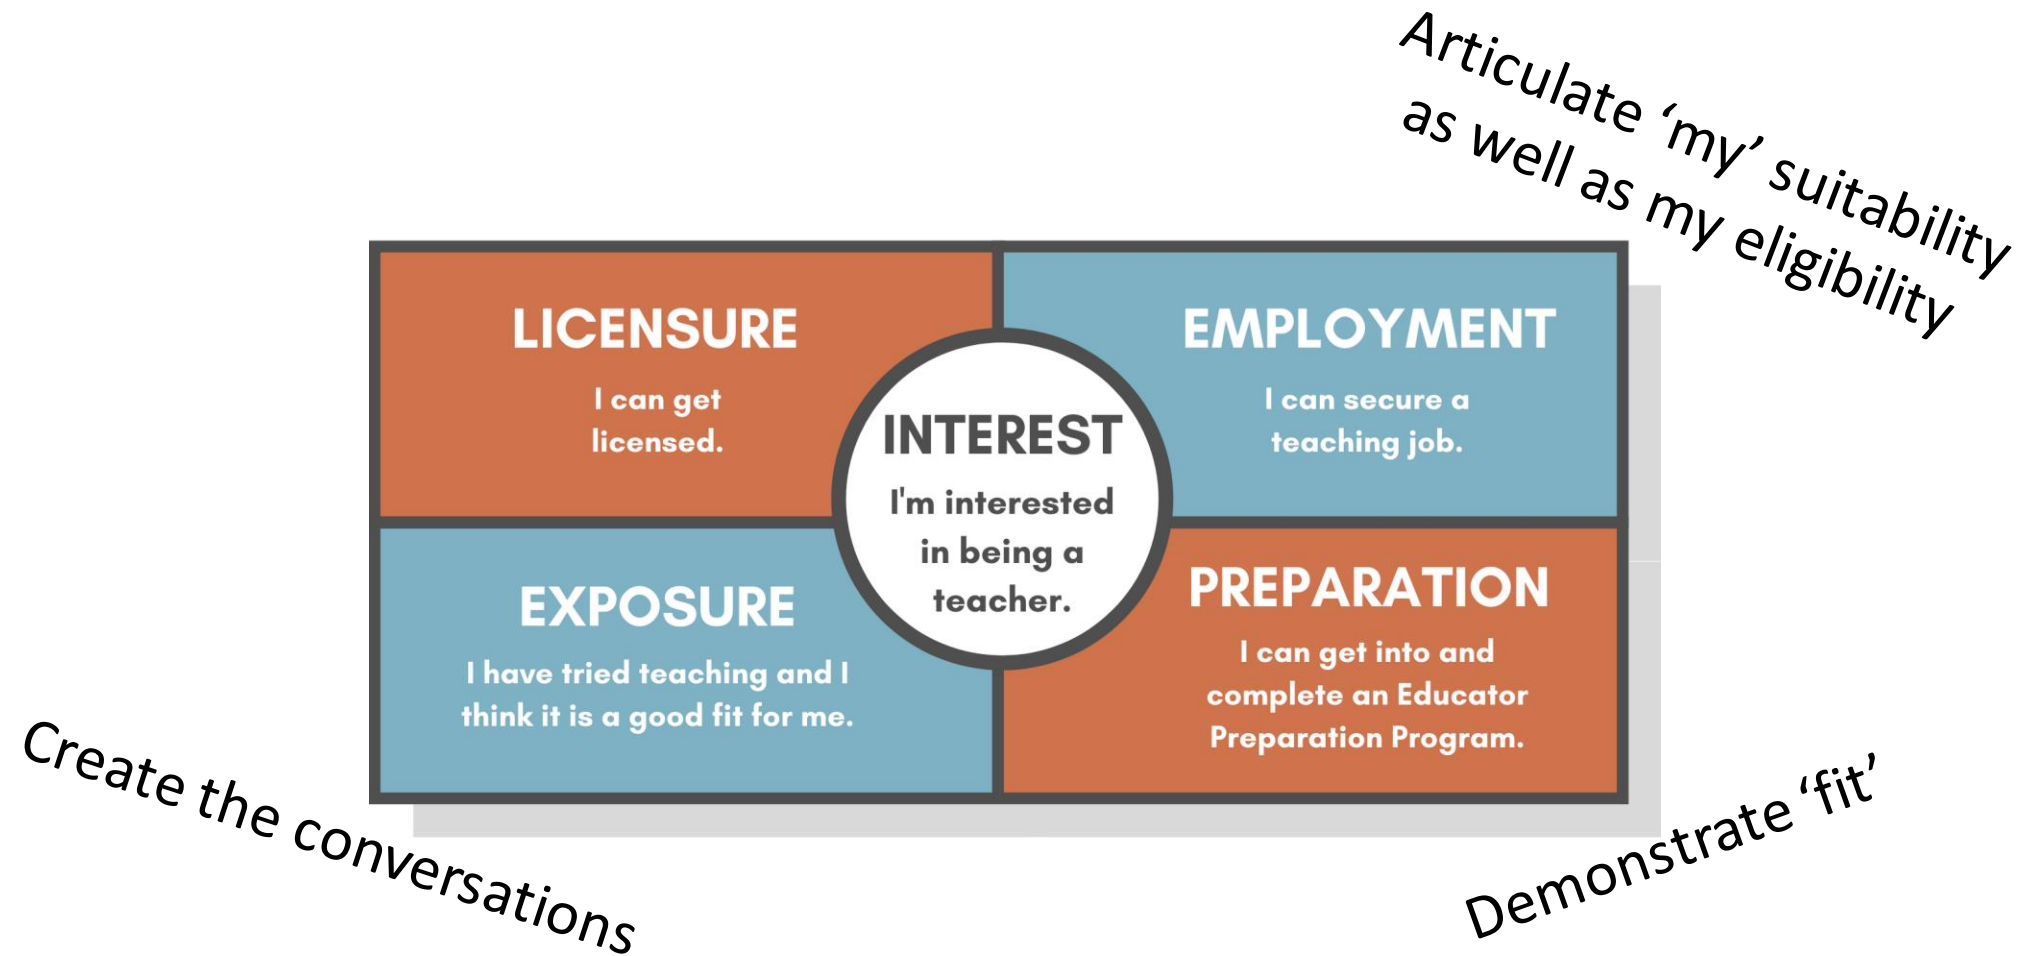 Articulate ‘my’ suitability
as well as my eligibility
LICENSURE
I can get
licensed.
EMPLOYMENT
I can secure a
teaching job.
INTEREST
I'm interested
in being a
teacher.
EXPOSURE
I have tried teaching and I
think it is a good fit for me.
PREPARATION
I can get into and
complete an Educator
Preparation Program.
Create the conversations
Demonstrate ‘fit’